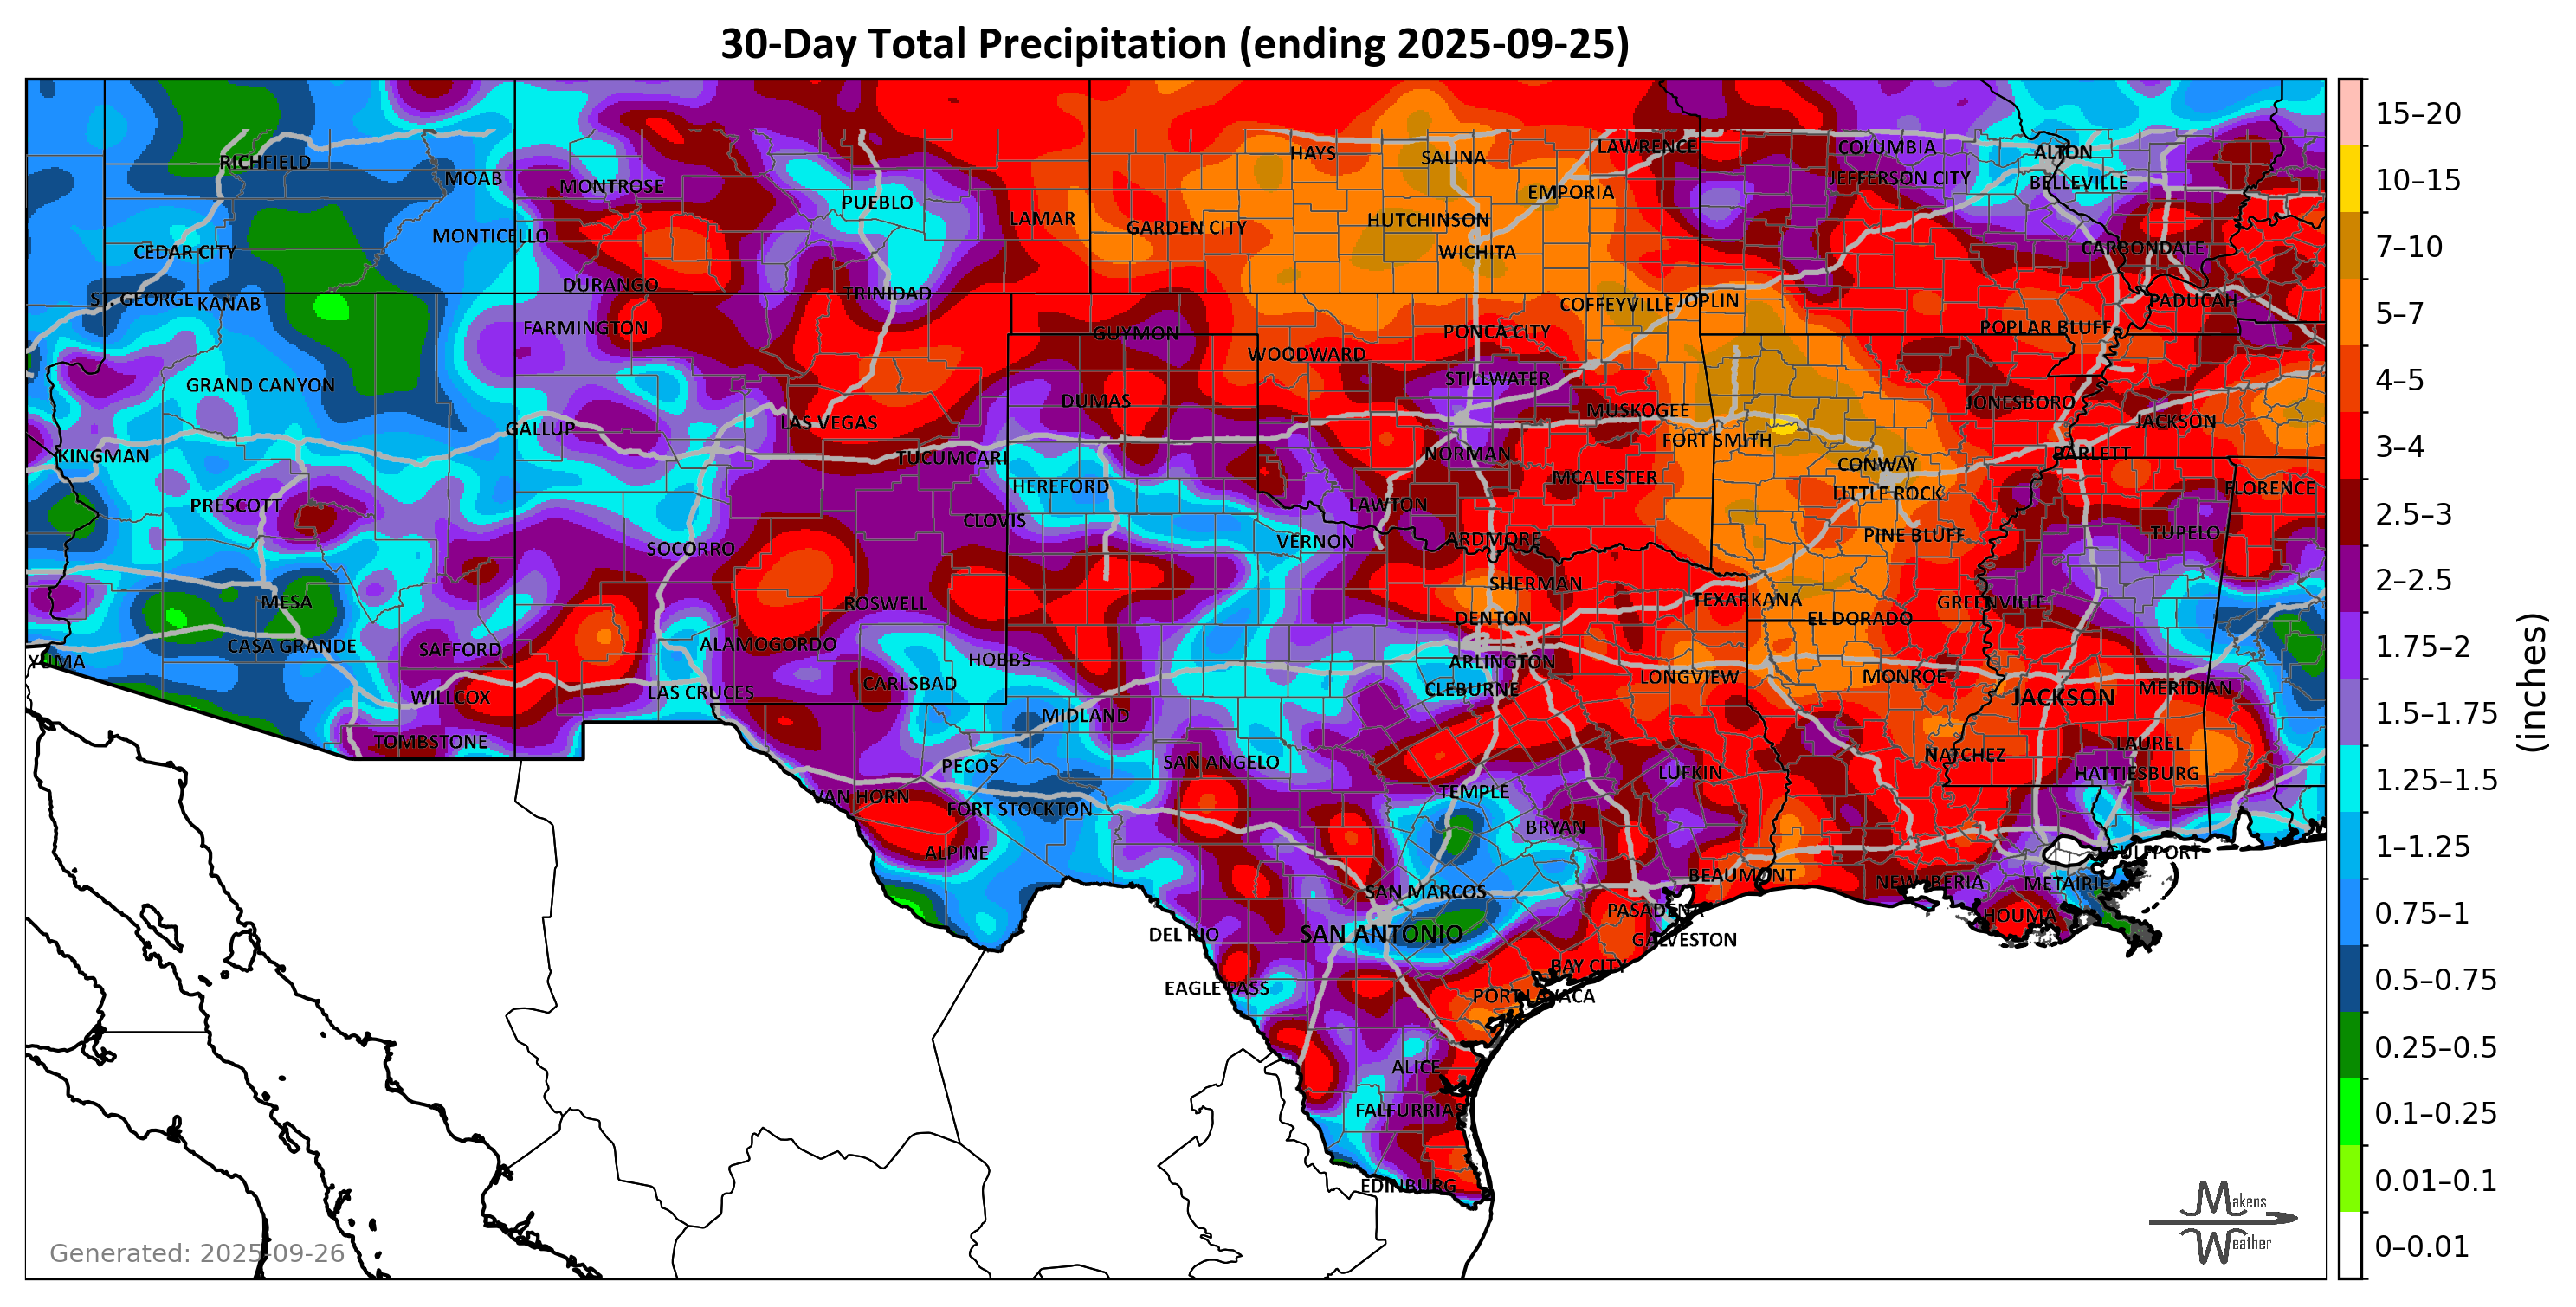 30-Day Total Precipitation (ending 2025-09-25)
RICHFIELD
MOAB
MONTROSE
PUEBLO
LAMAR
HAYS
SALINA
LAWRENCE
EMPORIA
COLUMBIA
ALTON
JEFFERSON CITY
BELLEVILLE
GARDEN CITY
HUTCHINSON
WICHITA
CEDAR CITY
MONTICELLO
CARBONDALE
DURANGO
TRINIDAD
ST. GEORGE
KANAB
COFFEYVILLE
JOPLIN
PADUCAH
FARMINGTON
GUYMON
PONCA CITY
POPLAR BLUFF
WOODWARD
GRAND CANYON
STILLWATER
DUMAS
MUSKOGEE
JONESBORO
JACKSON
GALLUP
LAS VEGAS
FORT SMITH
KINGMAN
TUCUMCARI
NORMAN
BARLETT
CONWAY
HEREFORD
MCALESTER
LITTLE ROCK
FLORENCE
PRESCOTT
LAWTON
CLOVIS
VERNON
ARDMORE
PINE BLUFF
TUPELO
SOCORRO
SHERMAN
MESA
ROSWELL
TEXARKANA
GREENVILLE
DENTON
EL DORADO
CASA GRANDE
SAFFORD
ALAMOGORDO
HOBBS
ARLINGTON
YUMA
CARLSBAD
CLEBURNE
LONGVIEW
MONROE
WILLCOX
LAS CRUCES
JACKSON
MERIDIAN
MIDLAND
TOMBSTONE
NATCHEZ
LAUREL
PECOS
SAN ANGELO
LUFKIN
HATTIESBURG
VAN HORN
FORT STOCKTON
TEMPLE
BRYAN
ALPINE
GULFPORT
SAN MARCOS
BEAUMONT
NEW IBERIA
METAIRIE
PASADENA
HOUMA
DEL RIO
SAN ANTONIO
GALVESTON
BAY CITY
EAGLE PASS
PORT LAVACA
ALICE
FALFURRIAS
EDINBURG
15–20
10–15
7–10
5–7
4–5
3–4
2.5–3
2–2.5
1.75–2
1.5–1.75
1.25–1.5
1–1.25
0.75–1
0.5–0.75
0.25–0.5
0.1–0.25
0.01–0.1
0–0.01
(inches)
Makens
Weather
Generated: 2025-09-26